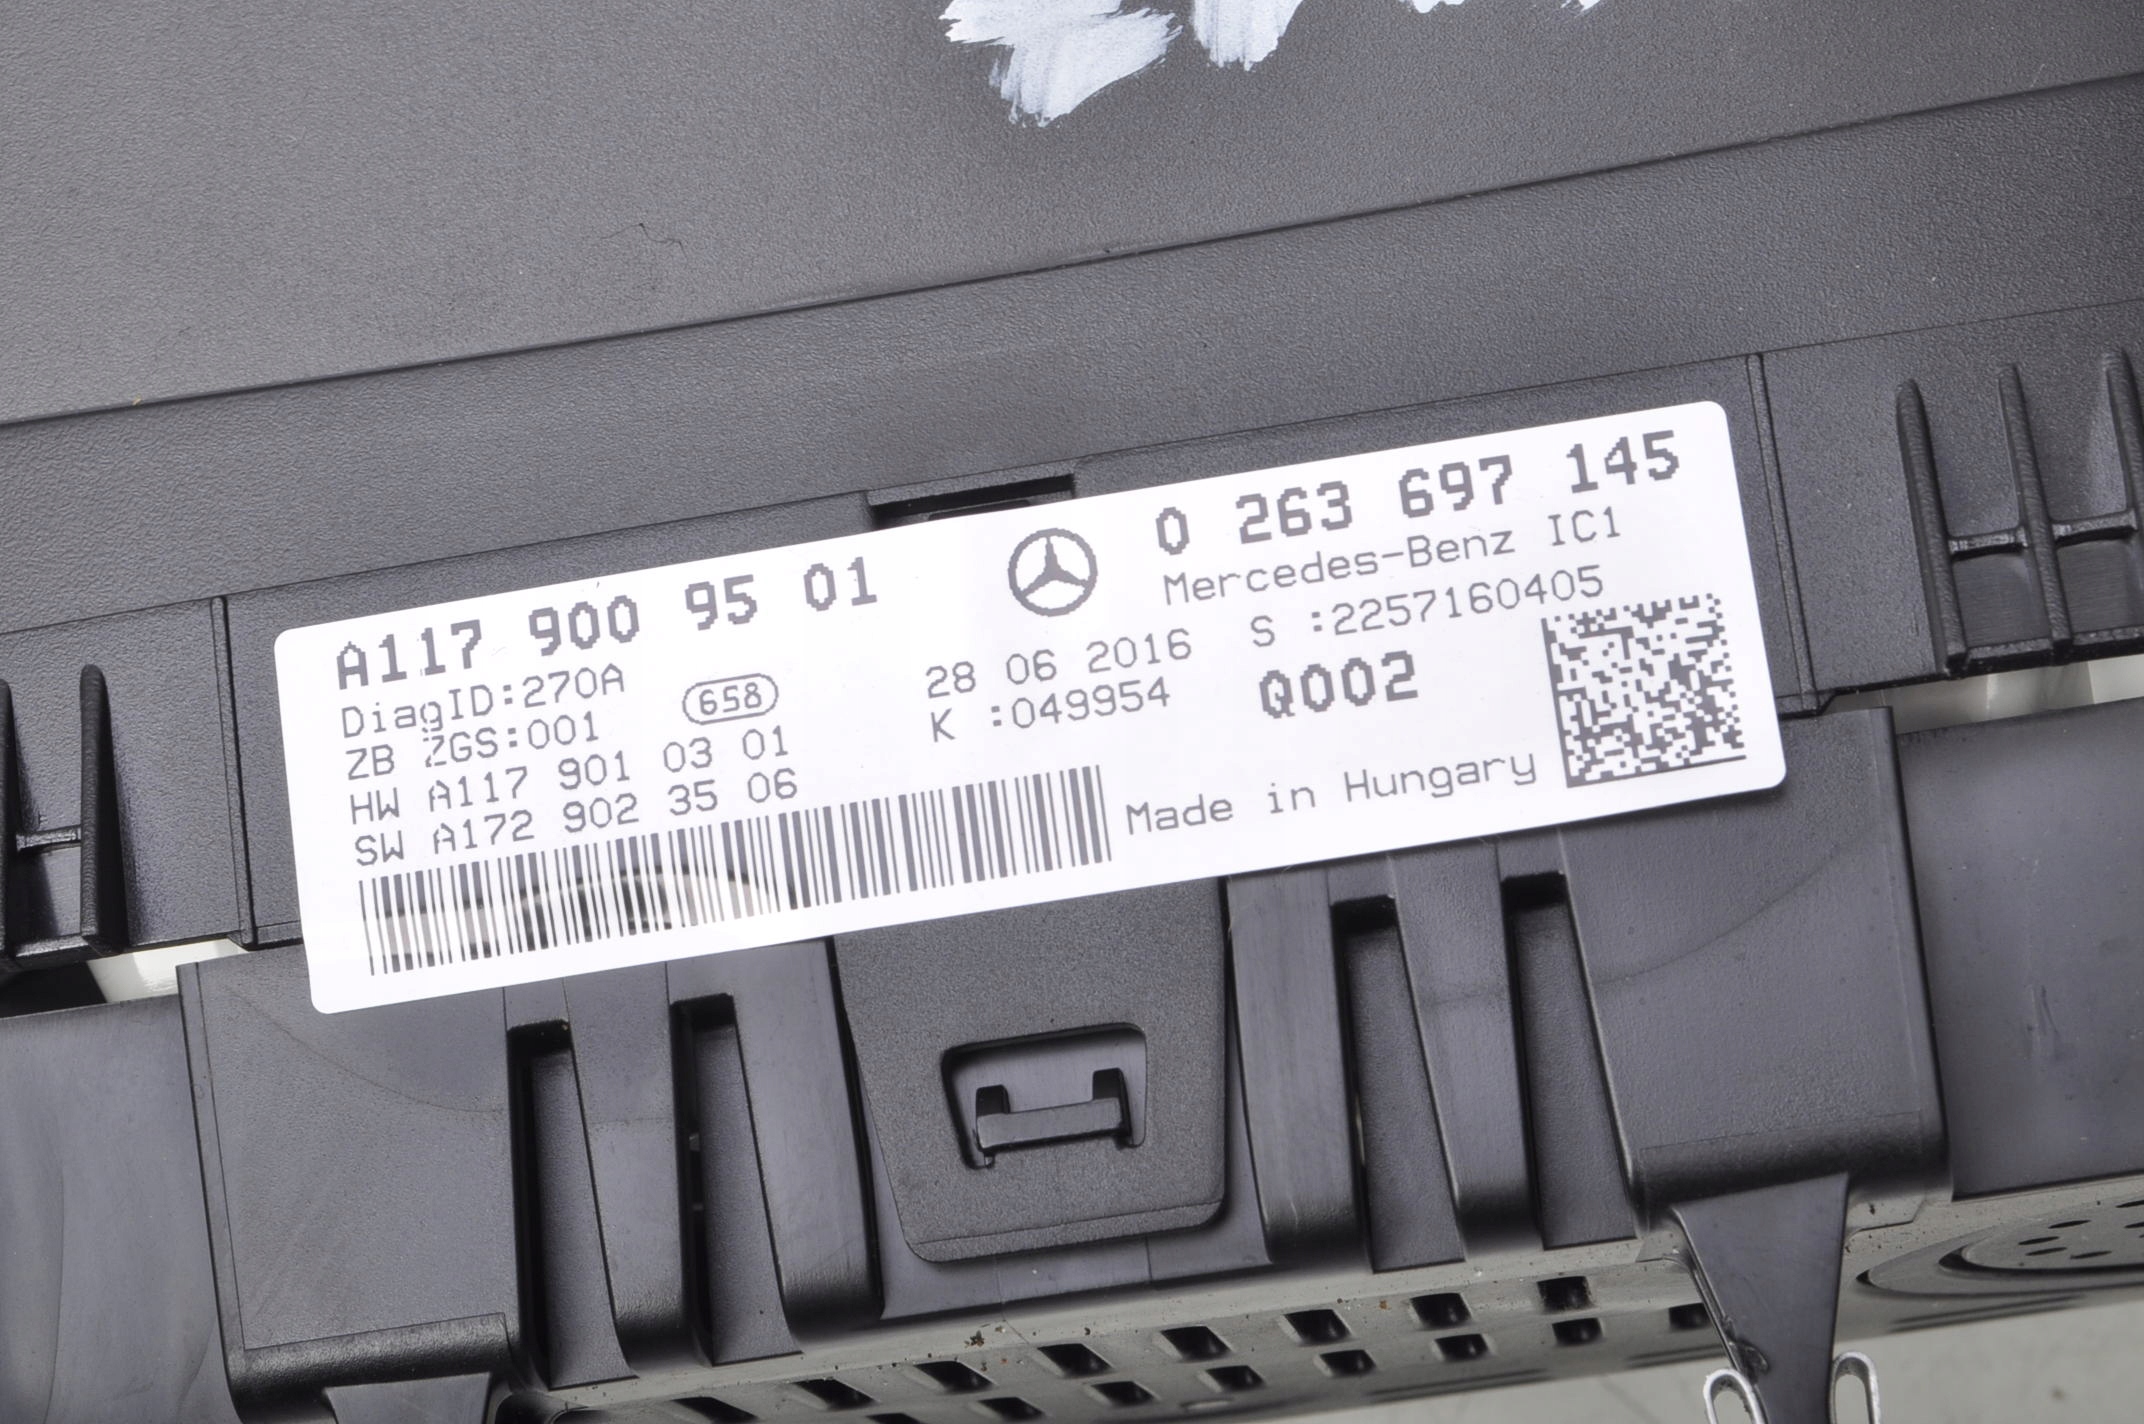 A117 900 95 01
0 263 697 145
Mercedes-Benz IC1
DiagID:270A
658
28 06 2016
S :2257160405
ZB ZGS:001
K :049954
Q002
HW A117 901 03 01
SW A172 902 35 06
Made in Hungary